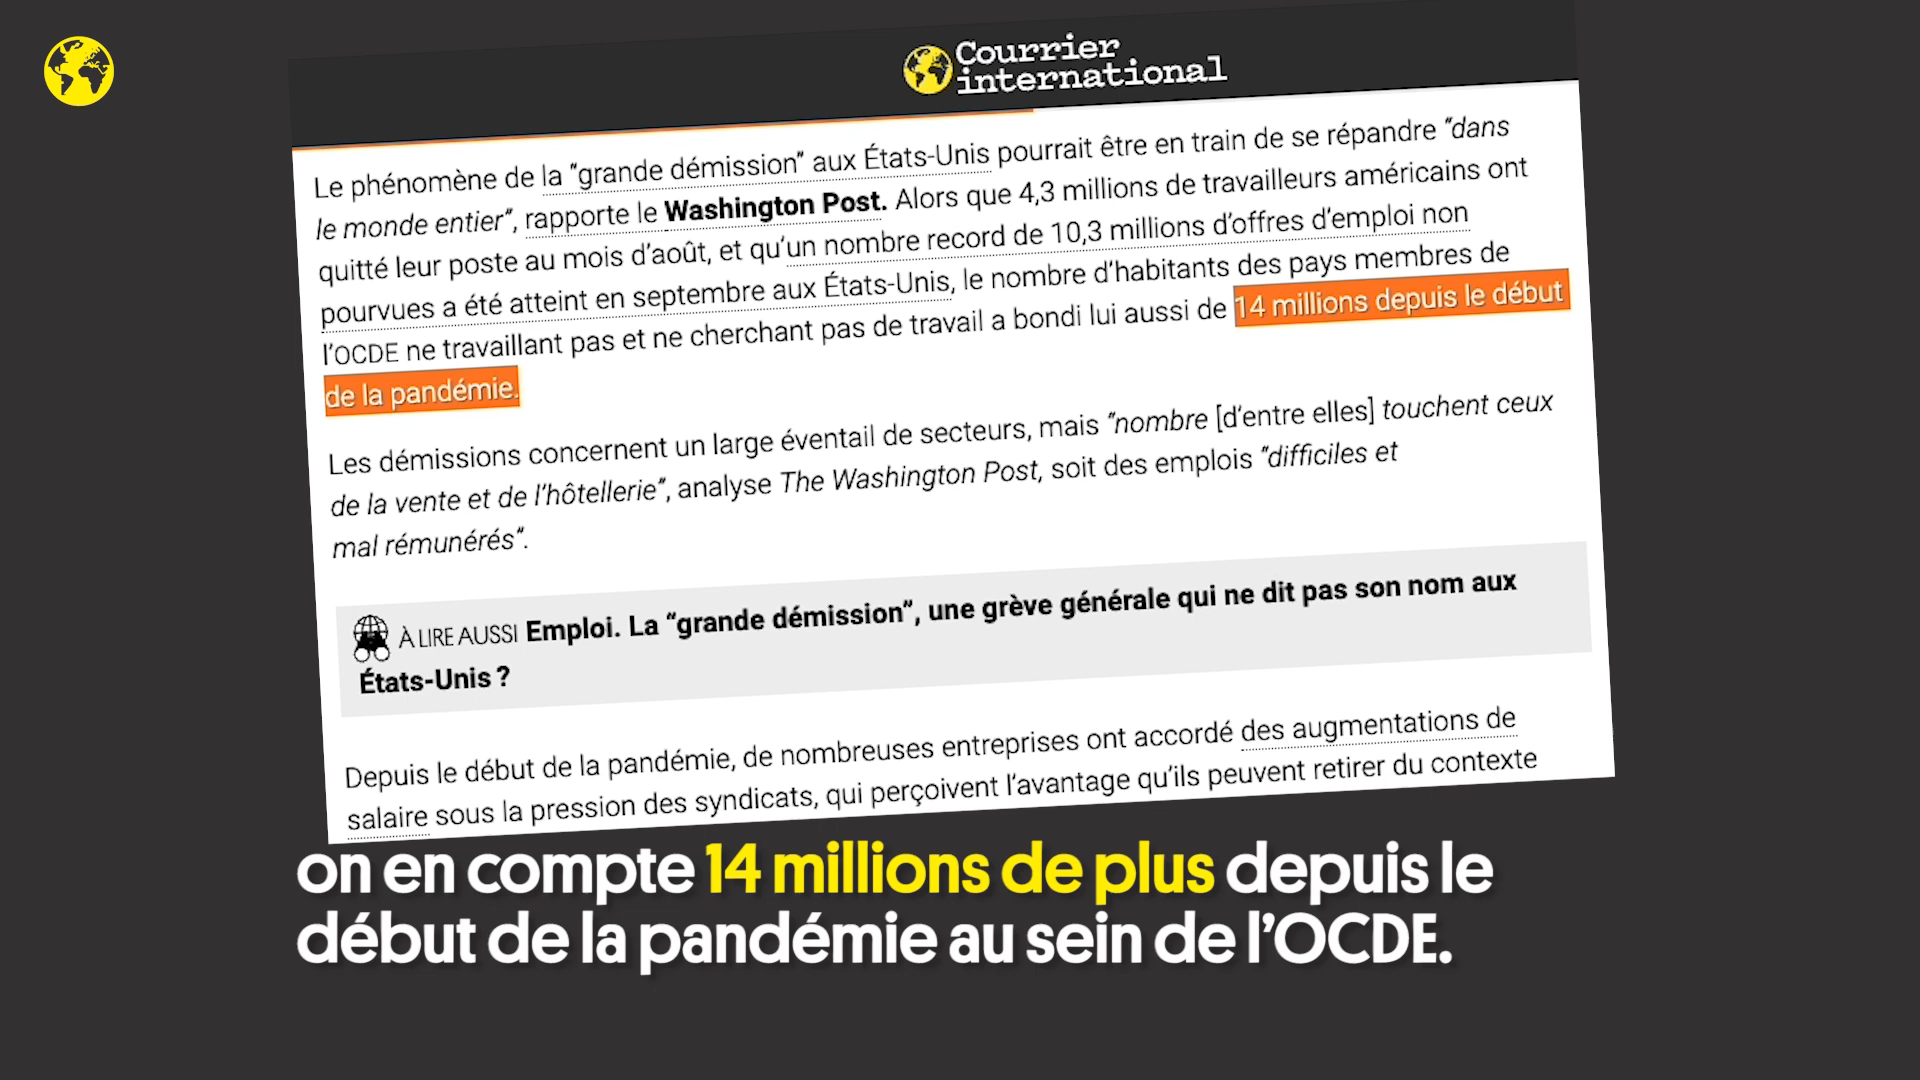 Courrier
international
Le phénomène de la “grande démission” aux États-Unis pourrait être en train de se répandre “dans
le monde entier”, rapporte le Washington Post. Alors que 4,3 millions de travailleurs américains ont
quitté leur poste au mois d’août, et qu’un nombre record de 10,3 millions d’offres d’emploi non
pourvues a été atteint en septembre aux États-Unis, le nombre d’habitants des pays membres de
l’OCDE ne travaillant pas et ne cherchant pas de travail a bondi lui aussi de 14 millions depuis le début
de la pandémie.
Les démissions concernent un large éventail de secteurs, mais “nombre [d’entre elles] touchent ceux
de la vente et de l’hôtellerie”, analyse The Washington Post, soit des emplois “difficiles et
mal rémunérés”.
À LIRE AUSSI Emploi. La “grande démission”, une grève générale qui ne dit pas son nom aux
États-Unis ?
Depuis le début de la pandémie, de nombreuses entreprises ont accordé des augmentations de
salaire sous la pression des syndicats, qui perçoivent l’avantage qu’ils peuvent retirer du contexte
on en compte 14 millions de plus depuis le
début de la pandémie au sein de l’OCDE.